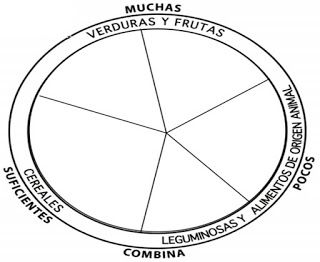 MUCHAS
VERDURAS Y FRUTAS
CEREALES
SUFICIENTES
LEGUMINOSAS Y ALIMENTOS DE ORIGEN ANIMAL
POCOS
COMBINA